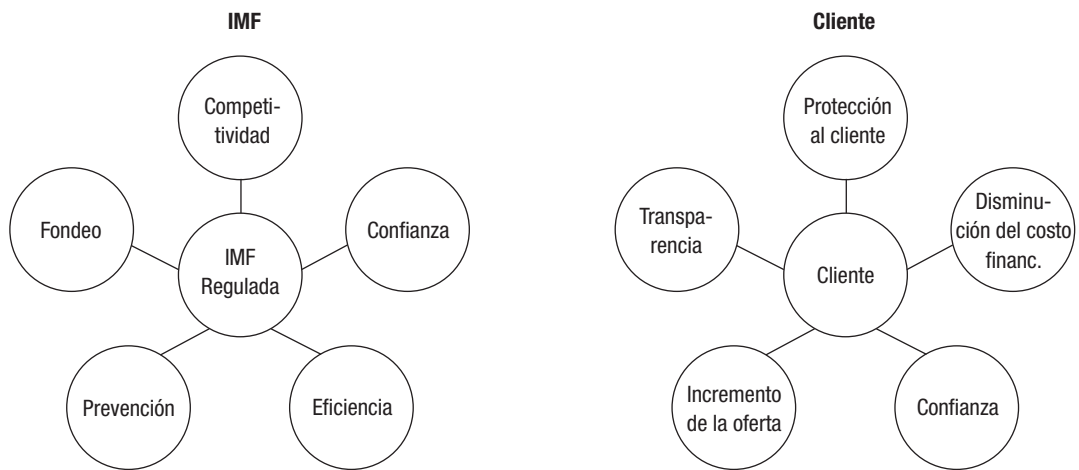 IMF
Competi-
tividad
Fondeo
Confianza
IMF
Regulada
Prevención
Eficiencia
Cliente
Protección
al cliente
Transpa-
rencia
Disminu-
ción del costo
financ.
Cliente
Incremento
de la oferta
Confianza